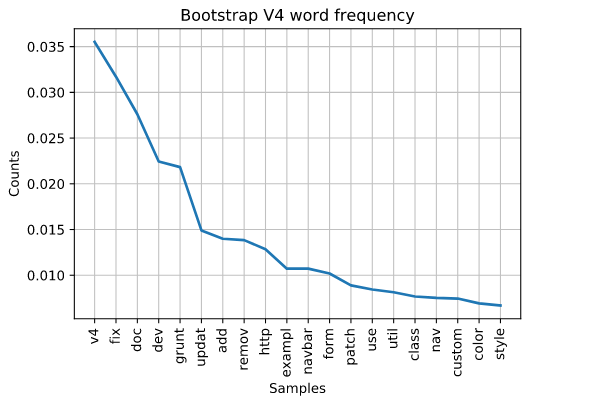 Bootstrap V4 word frequency
0.035
0.030
0.025
0.020
0.015
0.010
Counts
v4
fix
doc
dev
grunt
updat
add
remov
http
exampl
navbar
form
patch
use
util
class
nav
custom
color
style
Samples